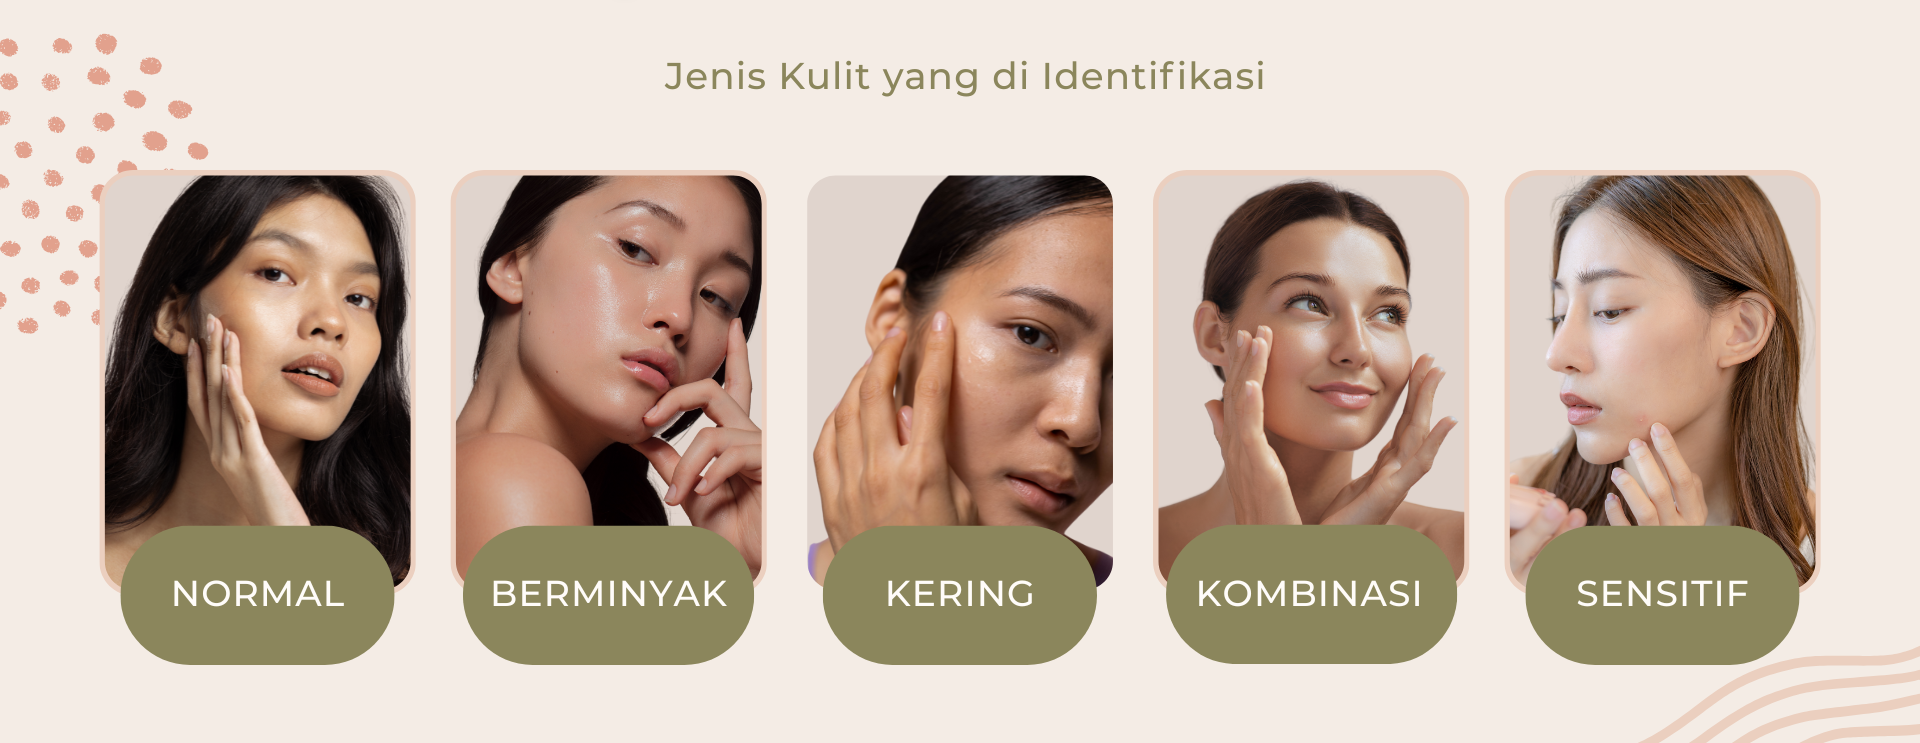 Jenis Kulit yang di Identifikasi
NORMAL
BERMINYAK
KERING
KOMBINASI
SENSITIF